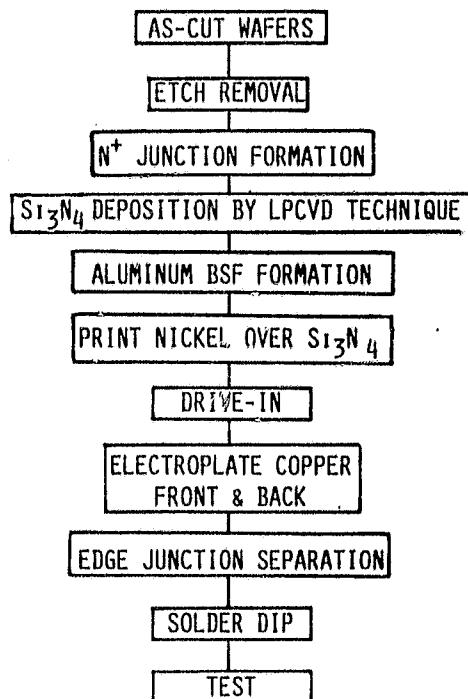 AS-CUT WAFERS
ETCH REMOVAL
N⁺ JUNCTION FORMATION
SI₃N₄ DEPOSITION BY LPCVD TECHNIQUE
ALUMINUM BSF FORMATION
PRINT NICKEL OVER SI₃N₄
DRIVE-IN
ELECTROPLATE COPPER
FRONT & BACK
EDGE JUNCTION SEPARATION
SOLDER DIP
TEST